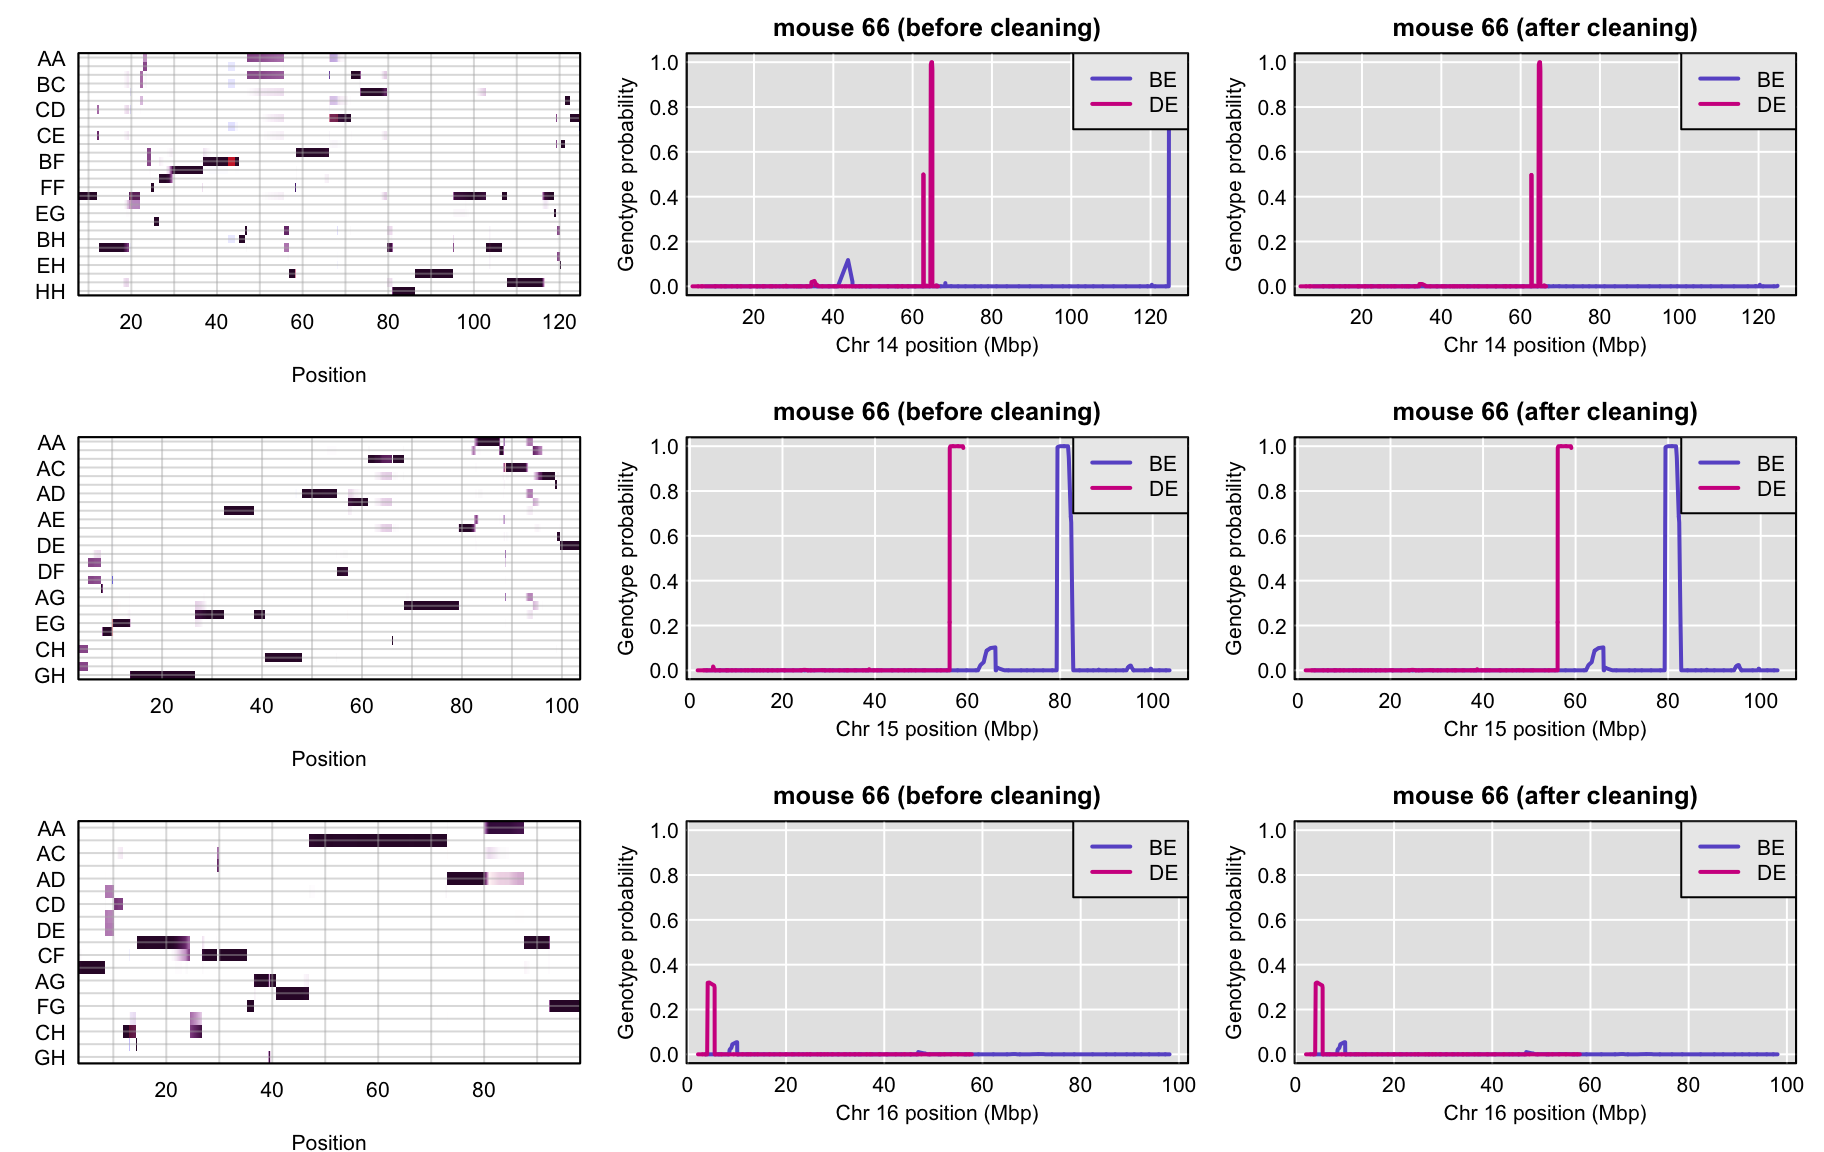 mouse 66 (before cleaning)
mouse 66 (after cleaning)
AA
BC
CD
CE
BF
FF
EG
BH
EH
HH
20 40 60 80 100 120
Position
Genotype probability
1.0
0.8
0.6
0.4
0.2
0.0
BE
DE
20 40 60 80 100 120
Chr 14 position (Mbp)
Genotype probability
1.0
0.8
0.6
0.4
0.2
0.0
BE
DE
20 40 60 80 100 120
Chr 14 position (Mbp)
mouse 66 (before cleaning)
mouse 66 (after cleaning)
AA
AC
AD
AE
DE
DF
AG
EG
CH
GH
20 40 60 80 100
Position
Genotype probability
1.0
0.8
0.6
0.4
0.2
0.0
BE
DE
0 20 40 60 80 100
Chr 15 position (Mbp)
Genotype probability
1.0
0.8
0.6
0.4
0.2
0.0
BE
DE
0 20 40 60 80 100
Chr 15 position (Mbp)
mouse 66 (before cleaning)
mouse 66 (after cleaning)
AA
AC
AD
CD
DE
CF
AG
FG
CH
GH
20 40 60 80
Position
Genotype probability
1.0
0.8
0.6
0.4
0.2
0.0
BE
DE
0 20 40 60 80 100
Chr 16 position (Mbp)
Genotype probability
1.0
0.8
0.6
0.4
0.2
0.0
BE
DE
0 20 40 60 80 100
Chr 16 position (Mbp)